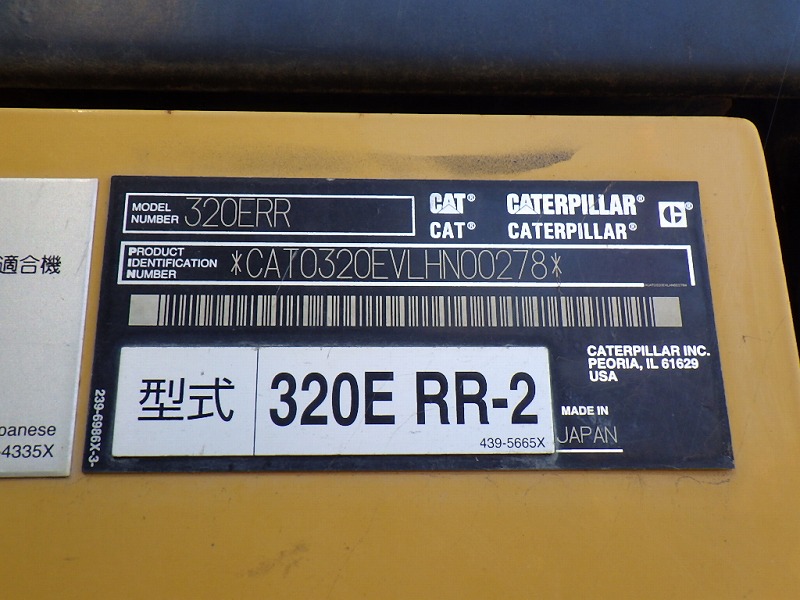 適合機
panese
-4335X
MODEL
NUMBER 320ERR
CAT® CATERPILLAR®
CAT® CATERPILLAR®
PRODUCT
IDENTIFICATION
NUMBER *CAT0320EVLHN00278*
CATERPILLAR INC.
PEORIA, IL 61629
USA
型式 320E RR-2
439-5665X
MADE IN
JAPAN
239-6986X-3-